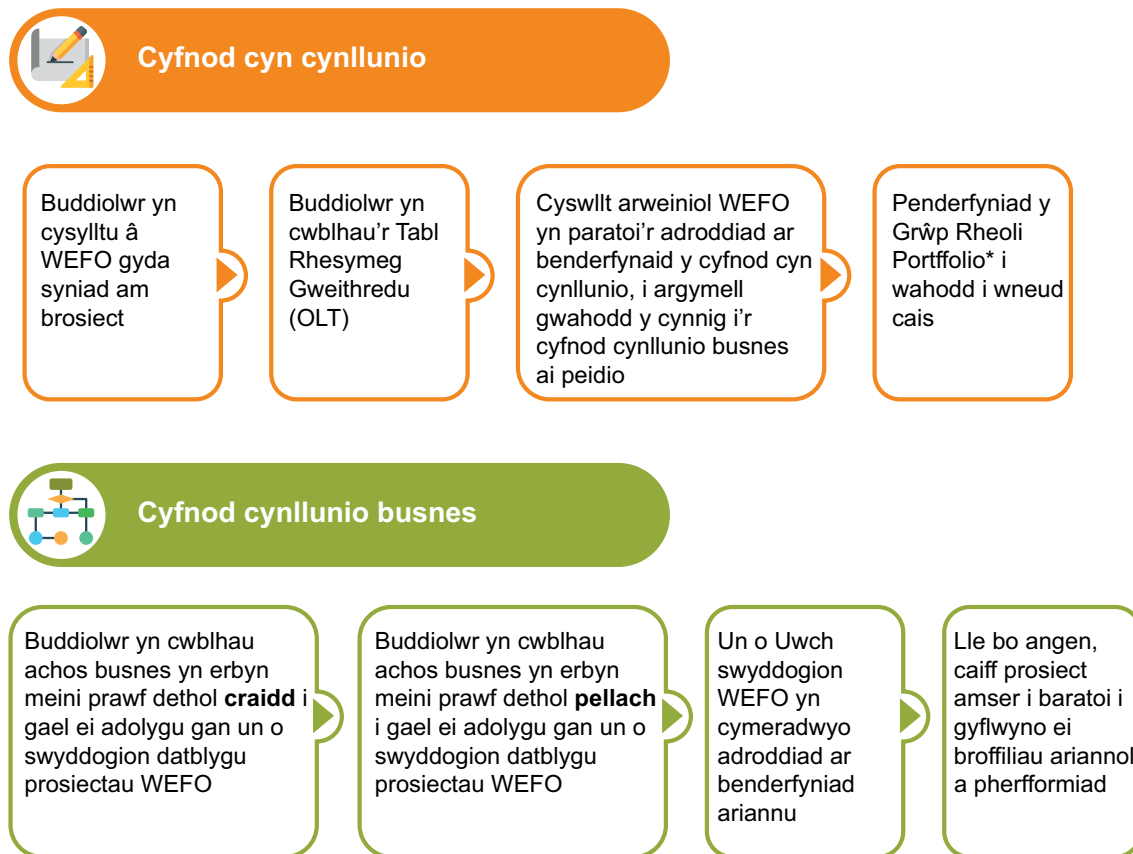 Cyfnod cyn cynllunio
Buddiolwr yn
cysylltu â
WEFO gyda
syniad am
brosiect
Buddiolwr yn
cwblhau'r Tabl
Rhesymeg
Gweithredu
(OLT)
Cyswllt arweiniol WEFO
yn paratoi'r adroddiad ar
benderfynaid y cyfnod cyn
cynllunio, i argymell
gwahodd y cynnig i'r
cyfnod cynllunio busnes
ai peidio
Penderfyniad y
Grŵp Rheoli
Portffolio* i
wahodd i wneud
cais
Cyfnod cynllunio busnes
Buddiolwr yn cwblhau
achos busnes yn erbyn
meini prawf dethol craidd i
gael ei adolygu gan un o
swyddogion datblygu
prosiectau WEFO
Buddiolwr yn cwblhau
achos busnes yn erbyn
meini prawf dethol pellach
i gael ei adolygu gan un o
swyddogion datblygu
prosiectau WEFO
Un o Uwch
swyddogion
WEFO yn
cymeradwyo
adroddiad ar
benderfyniad
ariannu
Lle bo angen,
caiff prosiect
amser i baratoi i
gyflwyno ei
broffiliau ariannol
a pherfformiad